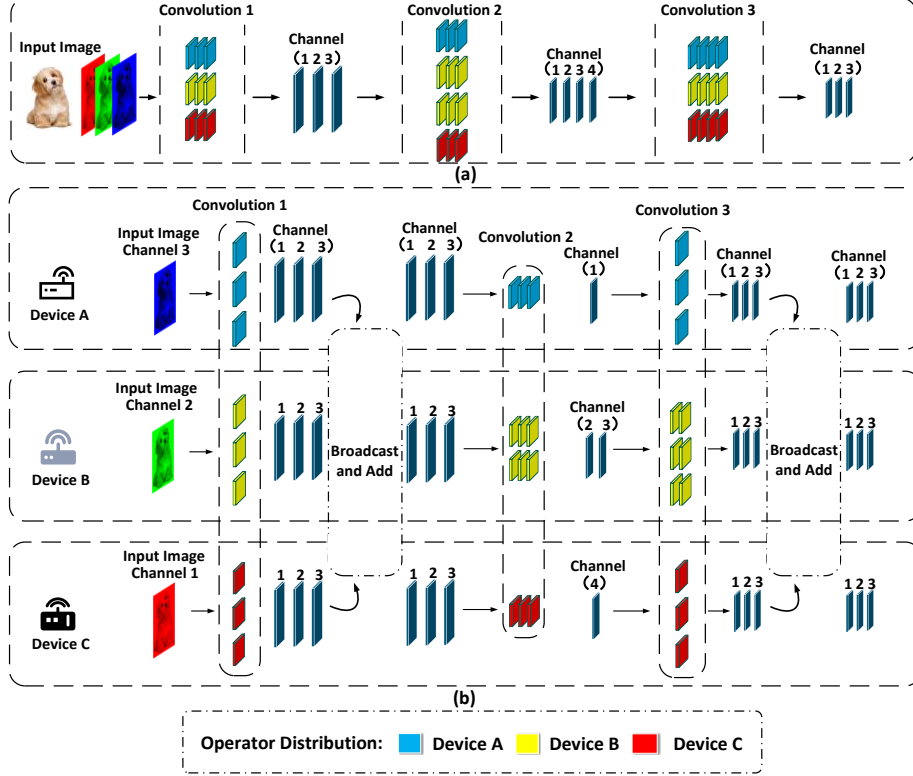 Convolution 1
Convolution 2
Convolution 3
Input Image
Channel
(1 2 3)
Channel
(1 2 3 4)
Channel
(1 2 3)
(a)
Convolution 1
Convolution 3
Input Image
Channel 3
Channel
(1 2 3)
Channel
(1 2 3)
Convolution 2
Channel
(1)
Channel
(1 2 3)
Channel
(1 2 3)
Device A
Input Image
Channel 2
1 2 3
1 2 3
Channel
(2 3)
1 2 3
1 2 3
Broadcast
and Add
Broadcast
and Add
Device B
Input Image
Channel 1
1 2 3
1 2 3
Channel
(4)
1 2 3
1 2 3
Device C
(b)
Operator Distribution: Device A Device B Device C